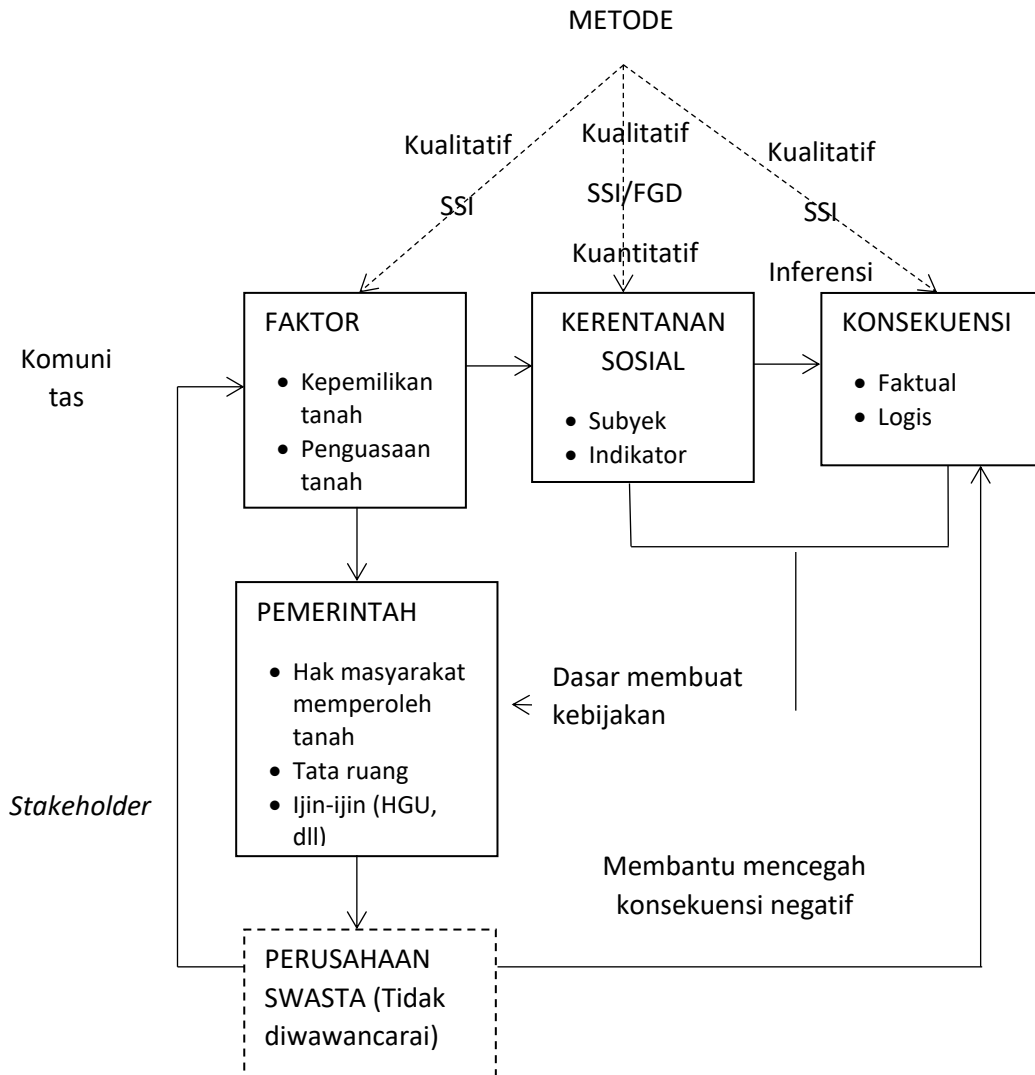 METODE
Kualitatif
SSI
Kualitatif
SSI/FGD
Kuantitatif
Kualitatif
SSI
Inferensi
Komuni
tas
FAKTOR
• Kepemilikan
tanah
• Penguasaan
tanah
KERENTANAN
SOSIAL
• Subyek
• Indikator
KONSEKUENSI
• Faktual
• Logis
PEMERINTAH
• Hak masyarakat
memperoleh
tanah
• Tata ruang
• Ijin-ijin (HGU,
dll)
Dasar membuat
kebijakan
Stakeholder
Membantu mencegah
konsekuensi negatif
PERUSAHAAN
SWASTA (Tidak
diwawancarai)